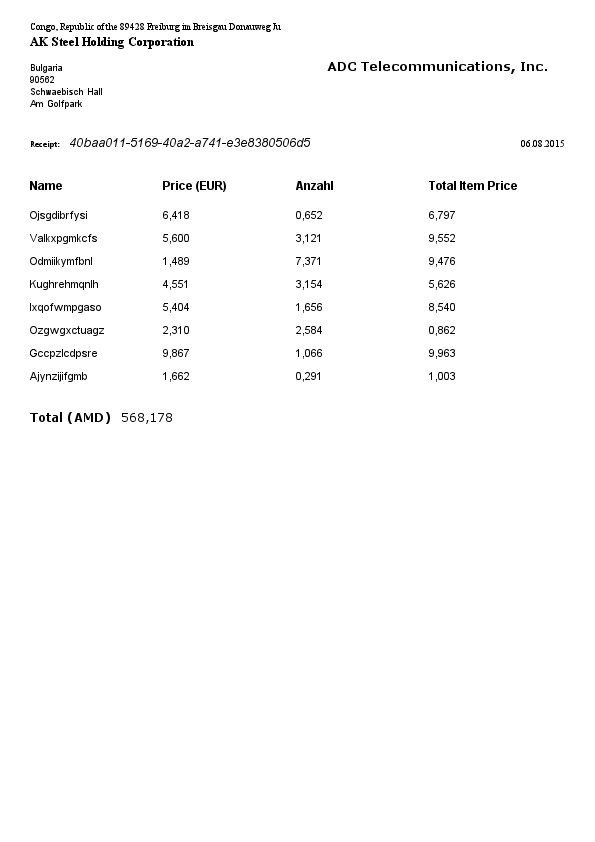 Congo, Republic of the 89428 Freiburg im Breisgau Donauweg Ju
AK Steel Holding Corporation
ADC Telecommunications, Inc.
Bulgaria
90562
Schwaebisch Hall
Am Golfpark
Receipt: 40baa011-5169-40a2-a741-e3e8380506d5 06.08.2015
Name Price (EUR) Anzahl Total Item Price
Ojsgdibrfysi 6,418 0,652 6,797
Valkxpgmkcfs 5,600 3,121 9,552
Odmiikymfbnl 1,489 7,371 9,476
Kughrehmqnlh 4,551 3,154 5,626
Ixqofwmpgaso 5,404 1,656 8,540
Ozgwgxctuagz 2,310 2,584 0,862
Gccpzlcdpsre 9,867 1,066 9,963
Ajynzijifgmb 1,662 0,291 1,003
Total (AMD) 568,178